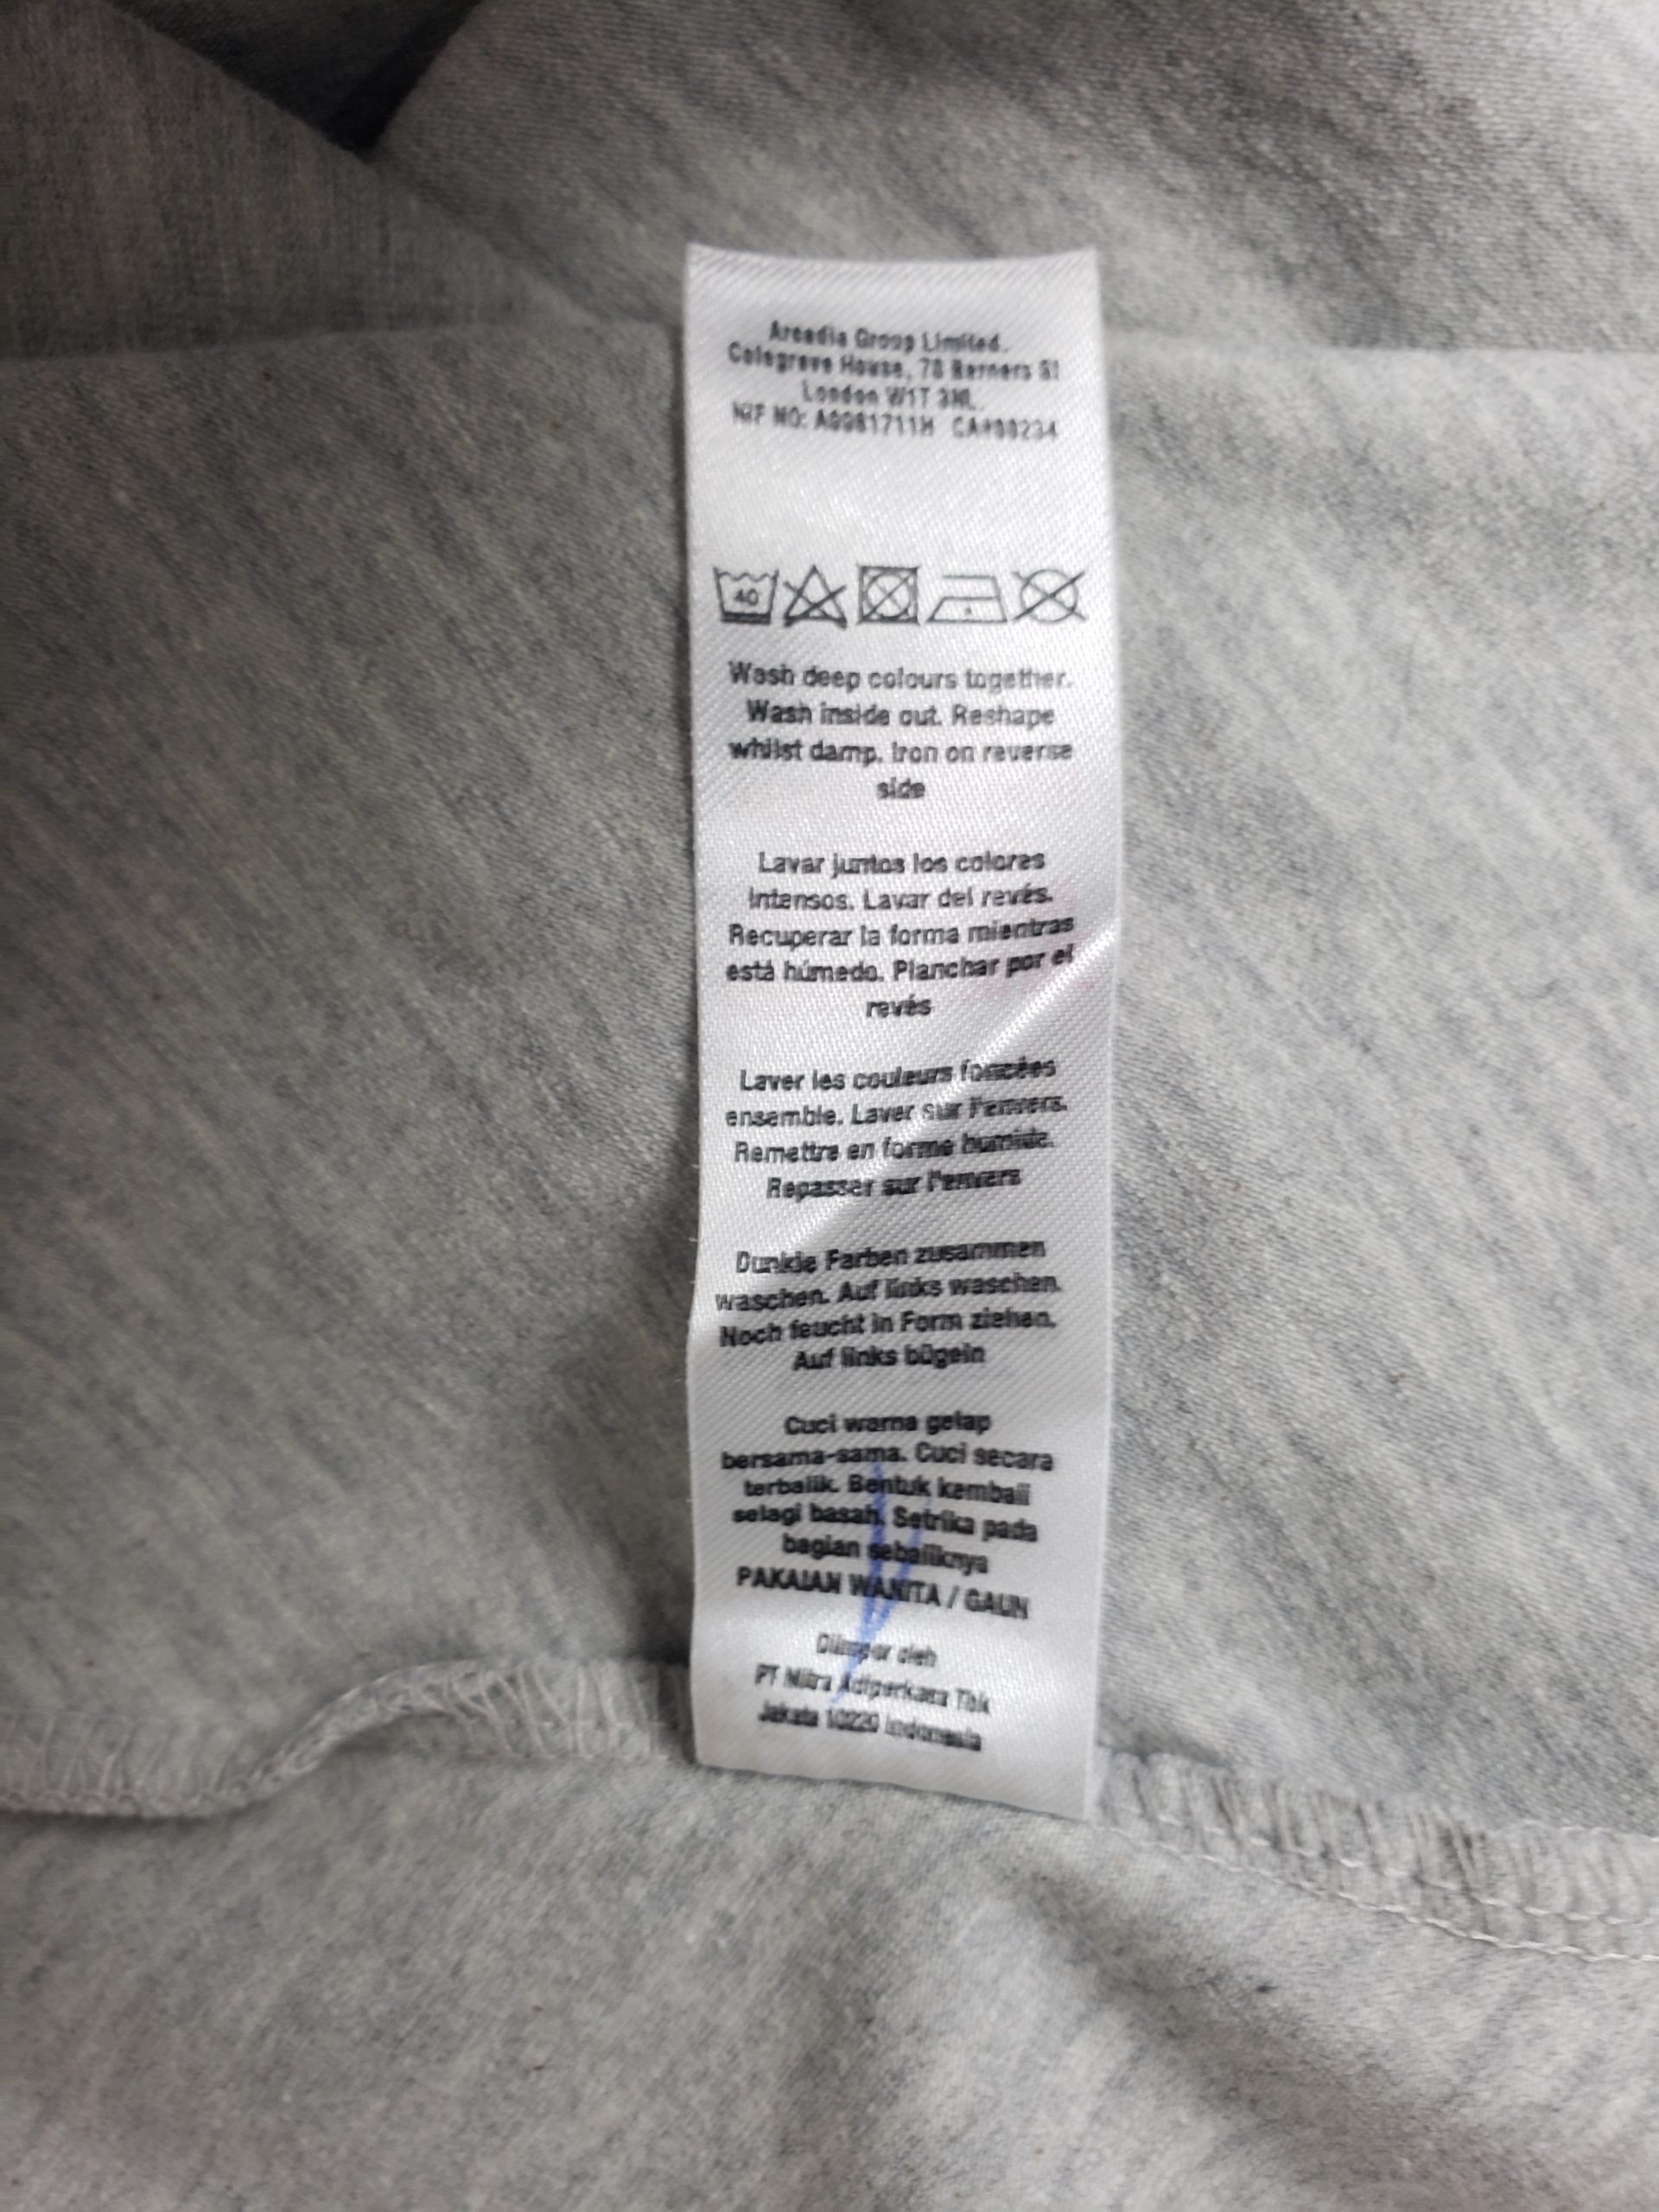 Arcadia Group Limited.
Colegrave House, 70 Berners St
London W1T 3NL.
NIF NO: CA#00234
40
Wash deep colours together.
Wash inside out. Reshape
whilst damp. Iron on reverse
side
Lavar juntos los colores
intensos. Lavar del revés.
Recuperar la forma mientras
está húmedo. Planchar por el
revés
Laver les couleurs foncées
ensemble. Laver sur l'envers.
Remettre en forme humide.
Repasser sur l'envers
Dunkle Farben zusammen
waschen. Auf links waschen.
Noch feucht in Form ziehen.
Auf links bügeln
Cuci warna gelap
bersama-sama. Cuci secara
terbalik. Bentuk kembali
selagi basah. Setrika pada
bagian sebaliknya
PAKAIAN WANITA / GAUN
oleh
PT Mitra Adiperkasa Tbk
Jakata 10220 Indonesia